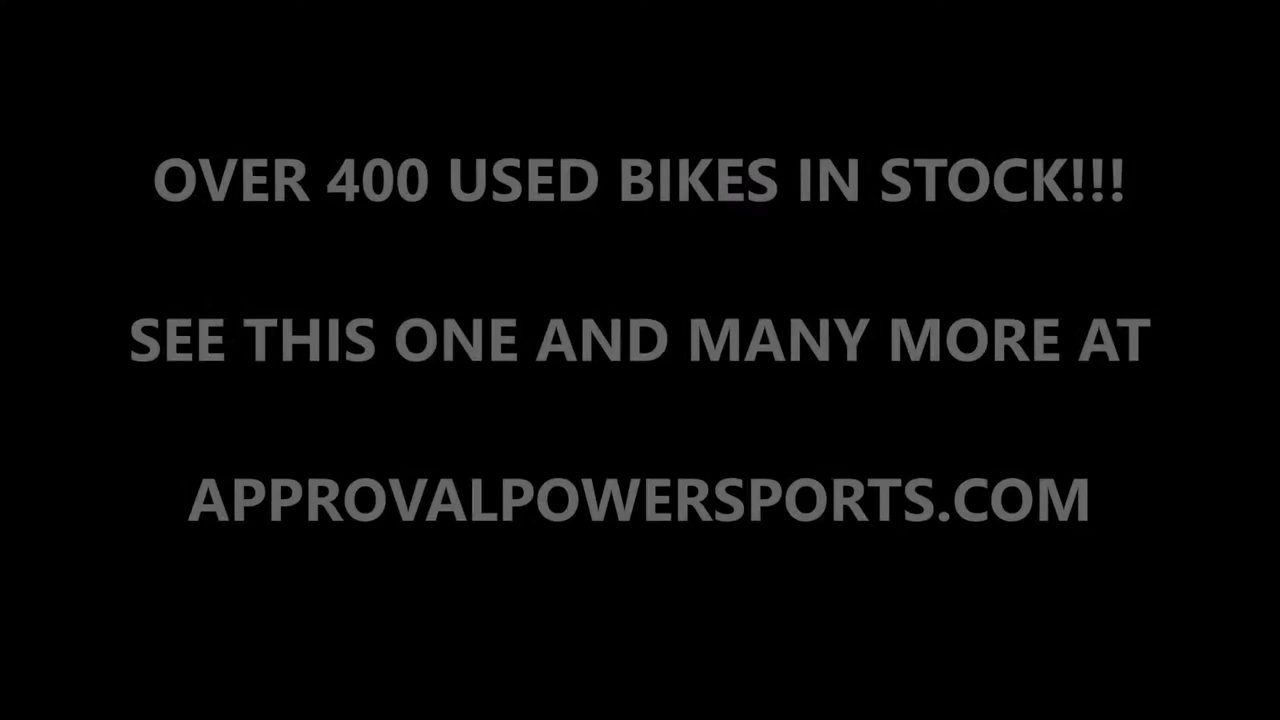 OVER 400 USED BIKES IN STOCK!!!
SEE THIS ONE AND MANY MORE AT
APPROVALPOWERSPORTS.COM